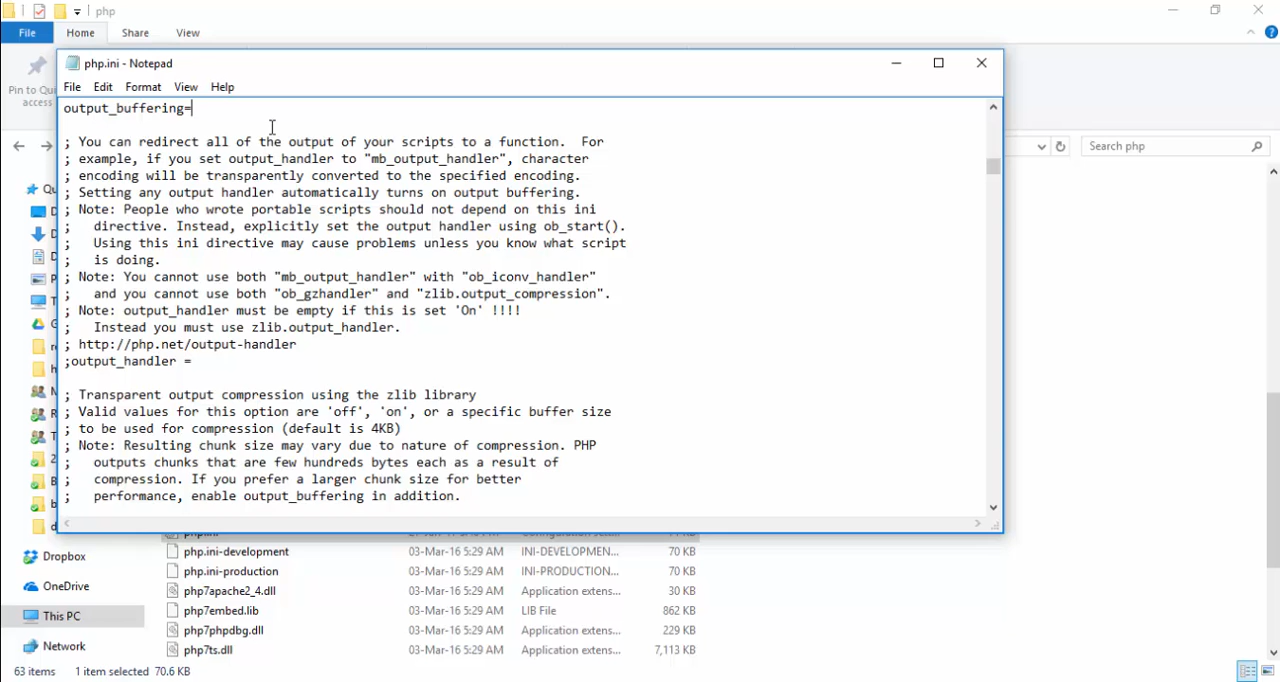 php
File
Home
Share
View
Pin to Qui
access
php.ini - Notepad
File Edit Format View Help
output_buffering=
; You can redirect all of the output of your scripts to a function.  For
; example, if you set output_handler to "mb_output_handler", character
; encoding will be transparently converted to the specified encoding.
; Setting any output handler automatically turns on output buffering.
; Note: People who wrote portable scripts should not depend on this ini
;   directive. Instead, explicitly set the output handler using ob_start().
;   Using this ini directive may cause problems unless you know what script
;   is doing.
; Note: You cannot use both "mb_output_handler" with "ob_iconv_handler"
;   and you cannot use both "ob_gzhandler" and "zlib.output_compression".
; Note: output_handler must be empty if this is set 'On' !!!!
;   Instead you must use zlib.output_handler.
; http://php.net/output-handler
;output_handler =
; Transparent output compression using the zlib library
; Valid values for this option are 'off', 'on', or a specific buffer size
; to be used for compression (default is 4KB)
; Note: Resulting chunk size may vary due to nature of compression. PHP
;   outputs chunks that are few hundreds bytes each as a result of
;   compression. If you prefer a larger chunk size for better
;   performance, enable output_buffering in addition.
Search php
Dropbox
OneDrive
This PC
Network
php.ini-development 03-Mar-16 5:29 AM INI-DEVELOPMEN... 70 KB
php.ini-production 03-Mar-16 5:29 AM INI-PRODUCTION... 70 KB
php7apache2_4.dll 03-Mar-16 5:29 AM Application extens... 30 KB
php7embed.lib 03-Mar-16 5:29 AM LIB File 862 KB
php7phpdbg.dll 03-Mar-16 5:29 AM Application extens... 229 KB
php7ts.dll 03-Mar-16 5:29 AM Application extens... 7,113 KB
63 items 1 item selected 70.6 KB